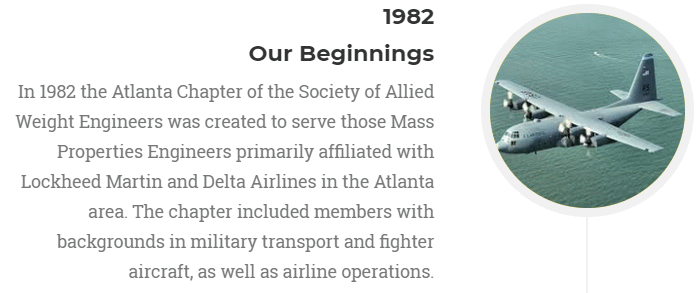 1982
Our Beginnings
In 1982 the Atlanta Chapter of the Society of Allied
Weight Engineers was created to serve those Mass
Properties Engineers primarily affiliated with
Lockheed Martin and Delta Airlines in the Atlanta
area. The chapter included members with
backgrounds in military transport and fighter
aircraft, as well as airline operations.